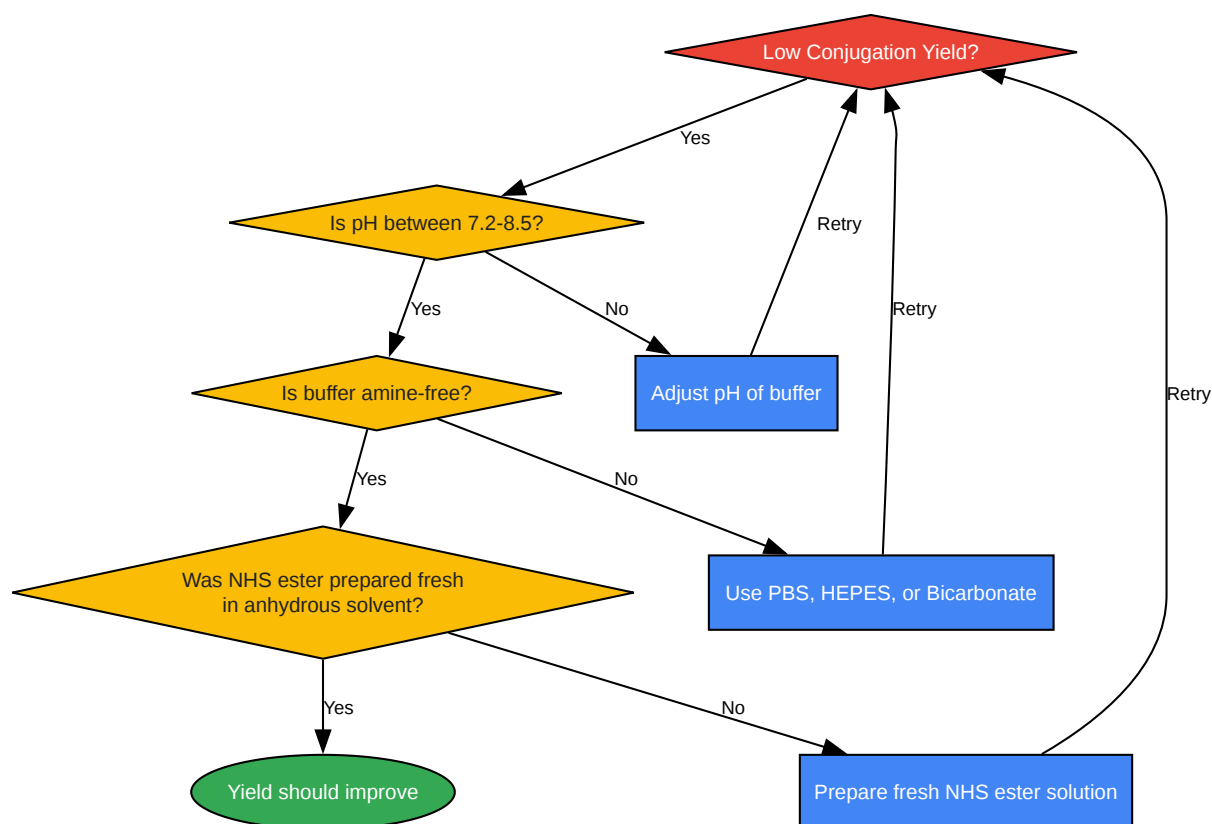 Low Conjugation Yield?
Yes
Is pH between 7.2-8.5?
Retry
Yes
No
Retry
Is buffer amine-free?
Adjust pH of buffer
Retry
Yes
No
Was NHS ester prepared fresh
in anhydrous solvent?
Use PBS, HEPES, or Bicarbonate
Yes
No
Yield should improve
Prepare fresh NHS ester solution